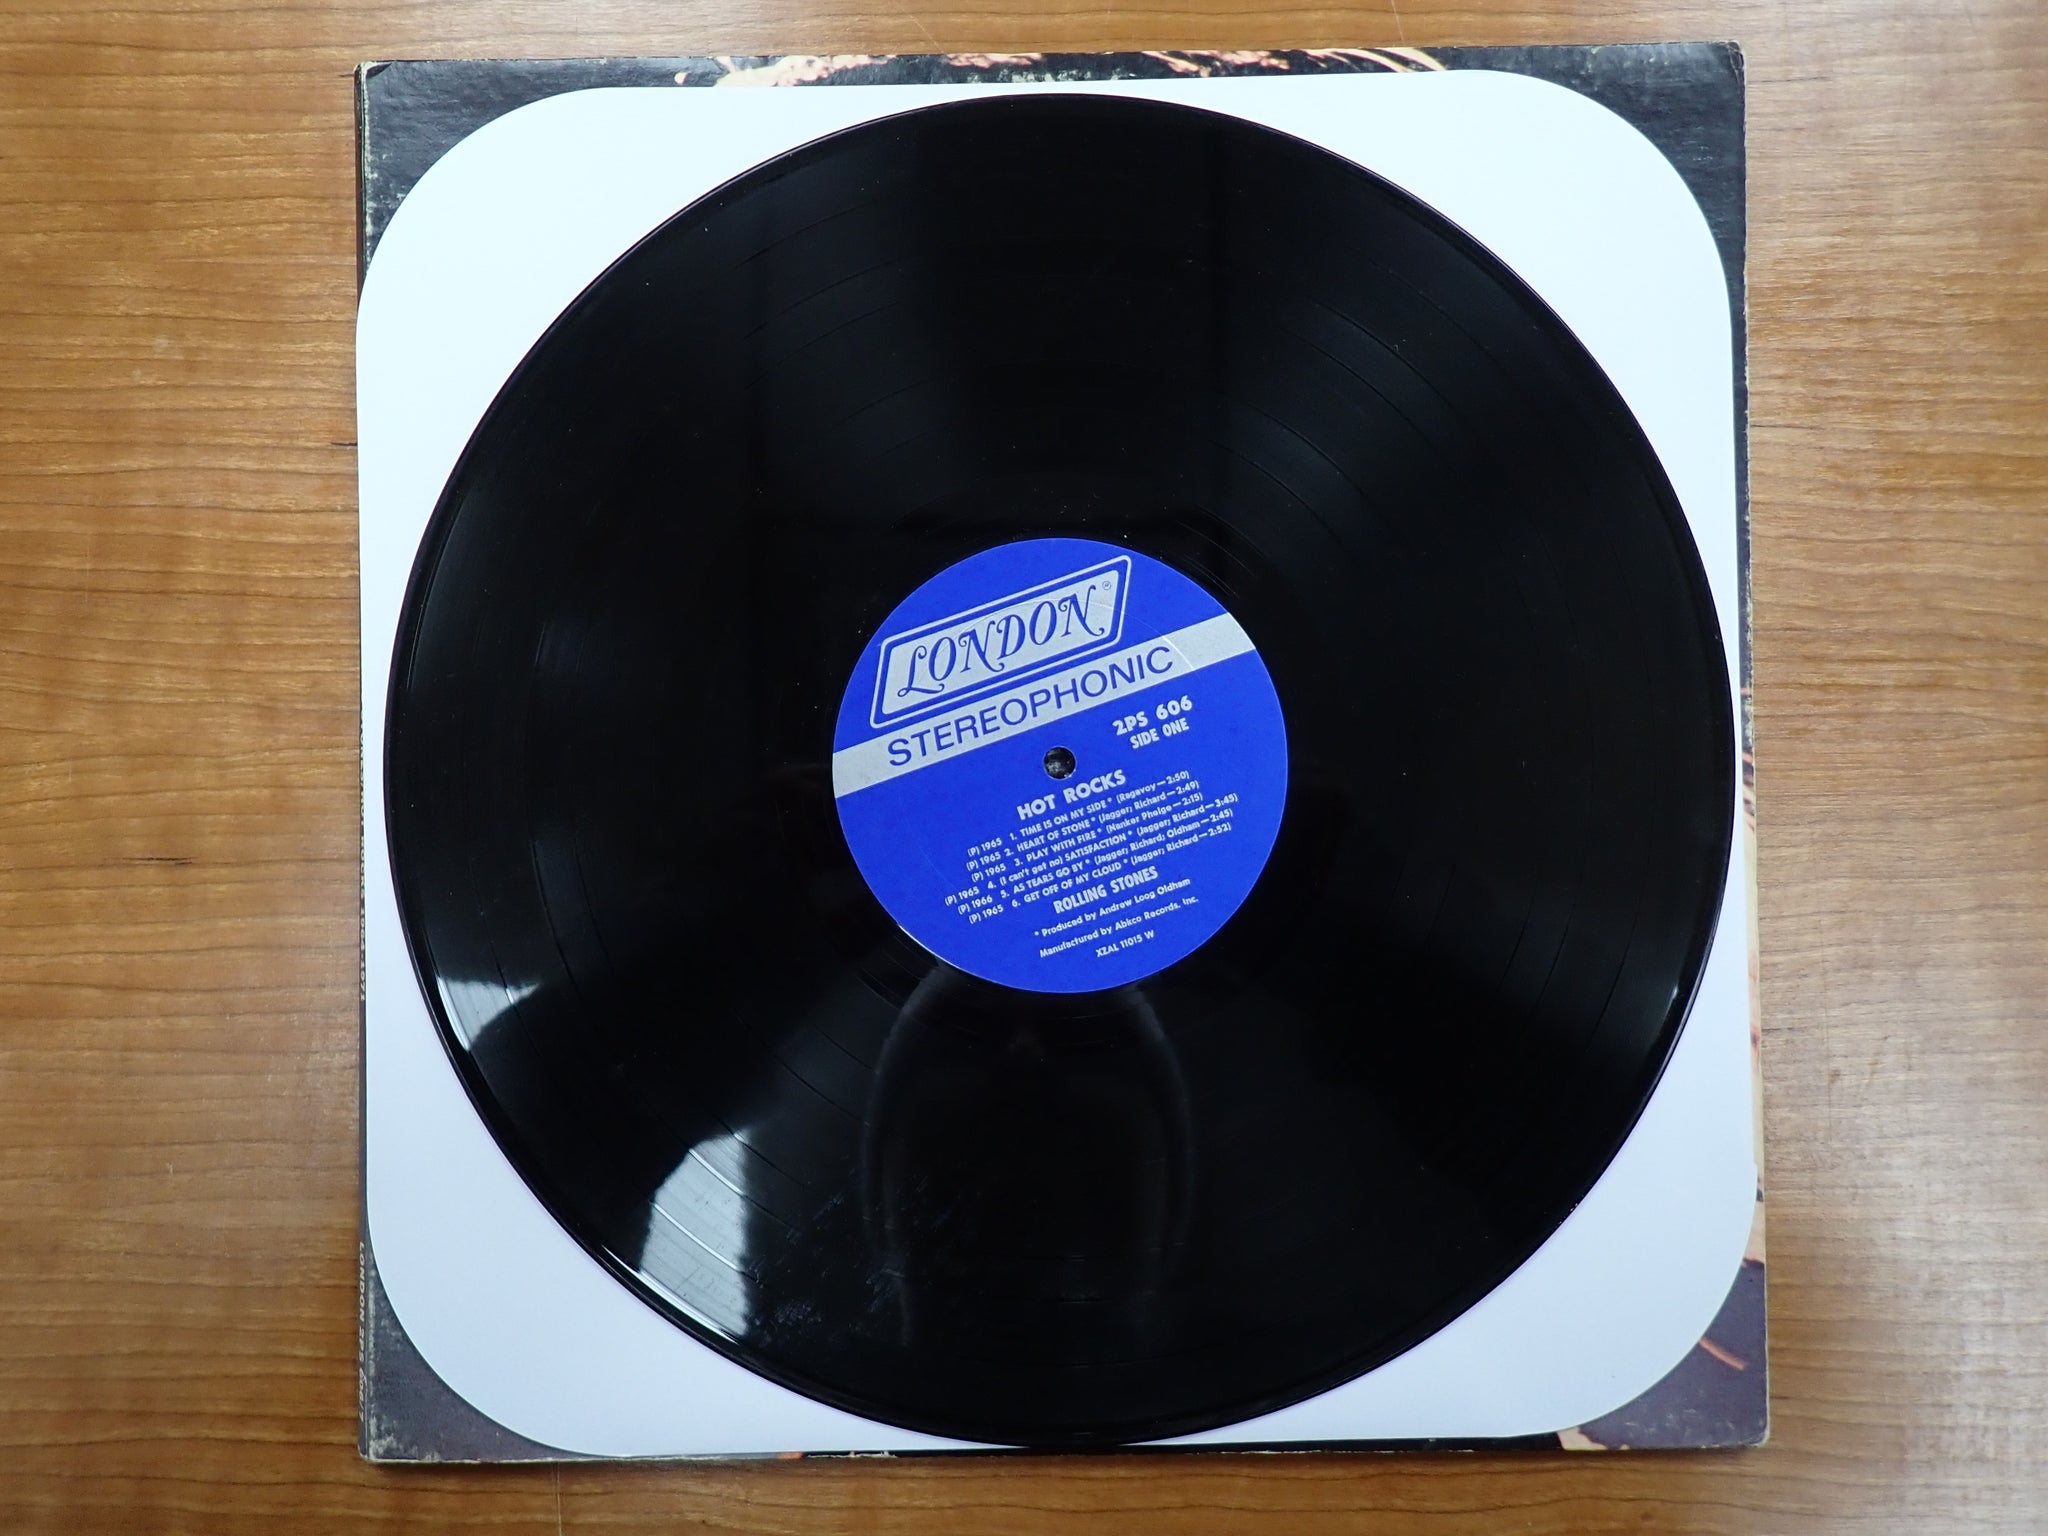 LONDON
STEREOPHONIC
2PS 606
SIDE ONE
HOT ROCKS
(P) 1965 1. TIME IS ON MY SIDE * (Ragavoy—2:50)
(P) 1965 2. HEART OF STONE * (Jagger; Richard—2:49)
(P) 1965 3. PLAY WITH FIRE * (Nanker Phelge—2:15)
(P) 1965 4. (I can't get no) SATISFACTION * (Jagger; Richard—3:45)
(P) 1966 5. AS TEARS GO BY * (Jagger; Richard; Oldham—2:45)
(P) 1965 6. GET OFF OF MY CLOUD * (Jagger; Richard—2:52)
ROLLING STONES
* Produced by Andrew Loog Oldham
Manufactured by Abkco Records, Inc.
XZAL 11015 W